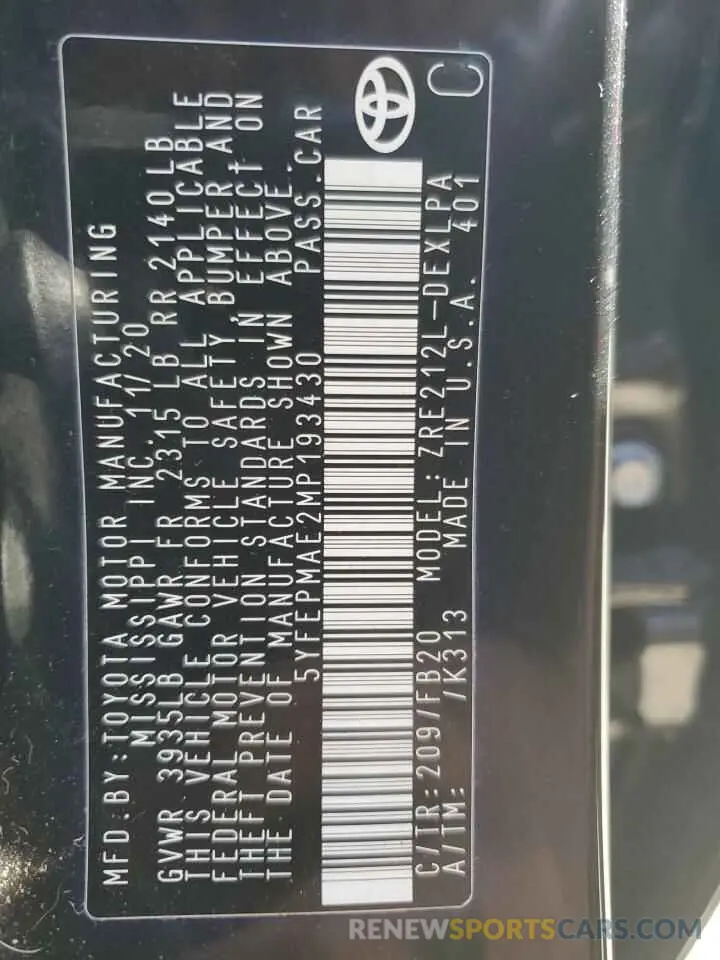 MFD.BY:TOYOTA MOTOR MANUFACTURING
MISSISSIPPI INC. 11/20
GVWR 3935LB GAWR FR 2315 LB RR 2140LB
THIS VEHICLE CONFORMS TO ALL APPLICABLE
FEDERAL MOTOR VEHICLE SAFETY, BUMPER AND
THEFT PREVENTION STANDARDS IN EFFECT ON
THE DATE OF MANUFACTURE SHOWN ABOVE.
5YFEPMAE2MP193430 PASS.CAR
C/TR:209/FB20 MODEL:ZRE212L-DEXLPA
A/TM: /K313 MADE IN U.S.A. 401
C
RENEWSPORTSCARS.COM